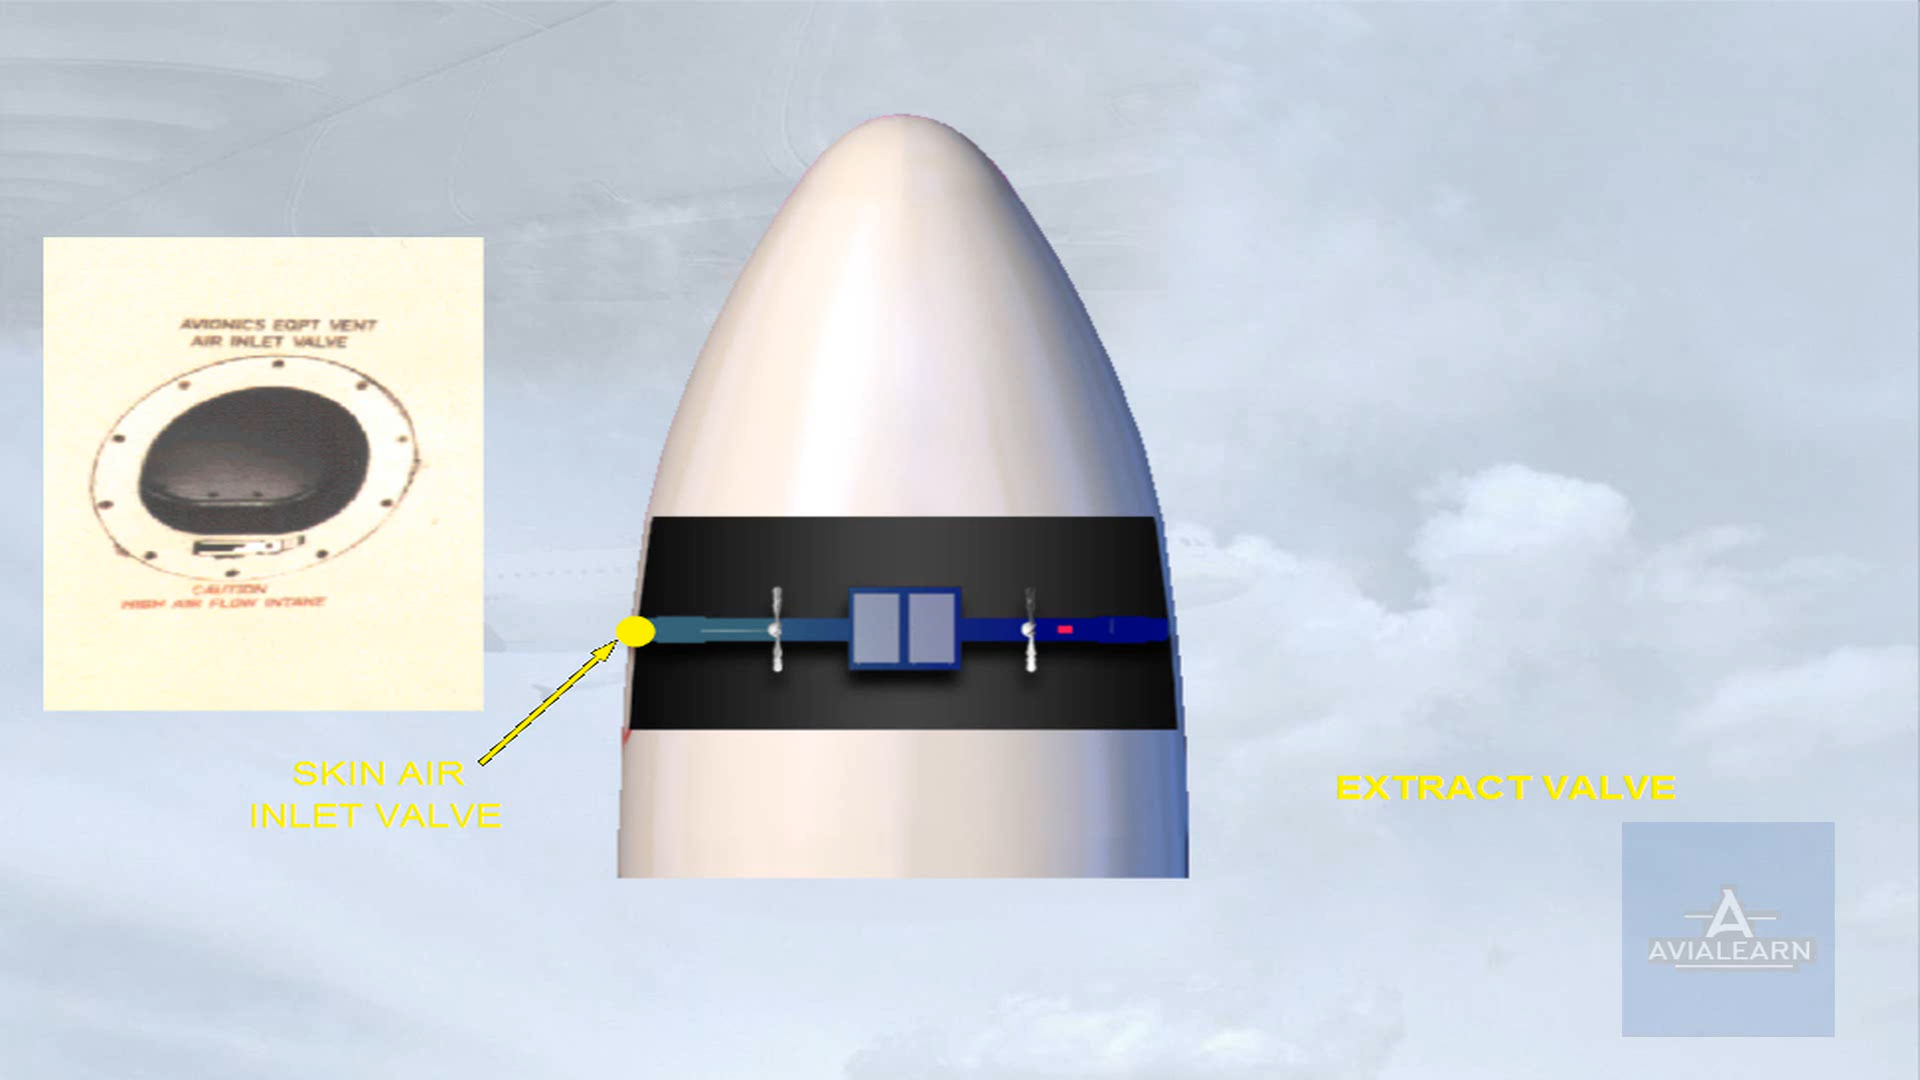 AVIONICS EQPT VENT
AIR INLET VALVE
CAUTION
HIGH AIR FLOW INTAKE
SKIN AIR
INLET VALVE
EXTRACT VALVE
A
AVIALEARN